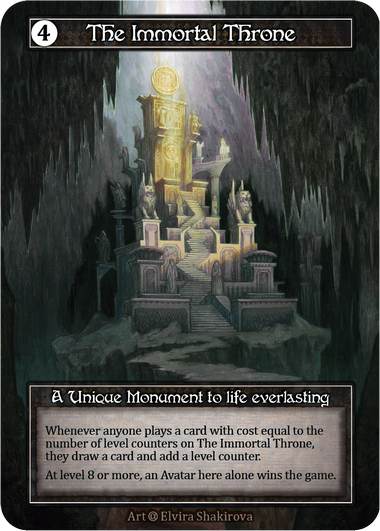 4
The Immortal Throne
A Unique Monument to life everlasting
Whenever anyone plays a card with cost equal to the
number of level counters on The Immortal Throne,
they draw a card and add a level counter.
At level 8 or more, an Avatar here alone wins the game.
Art @ Elvira Shakirova